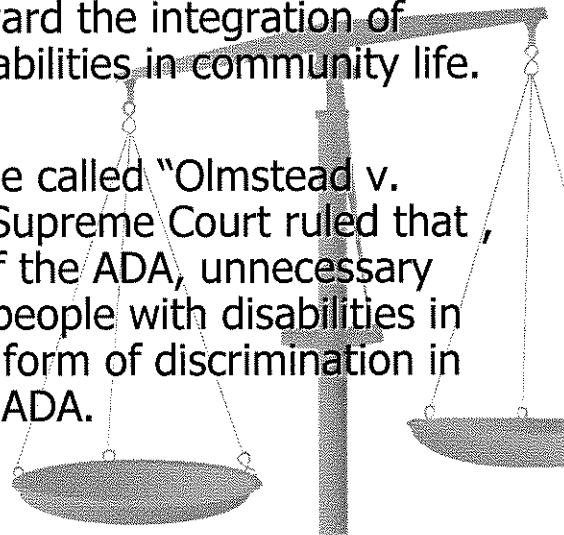 ard the integration of
abilities in community life.
e called “Olmstead v.
Supreme Court ruled that ,
f the ADA, unnecessary
people with disabilities in
form of discrimination in
ADA.